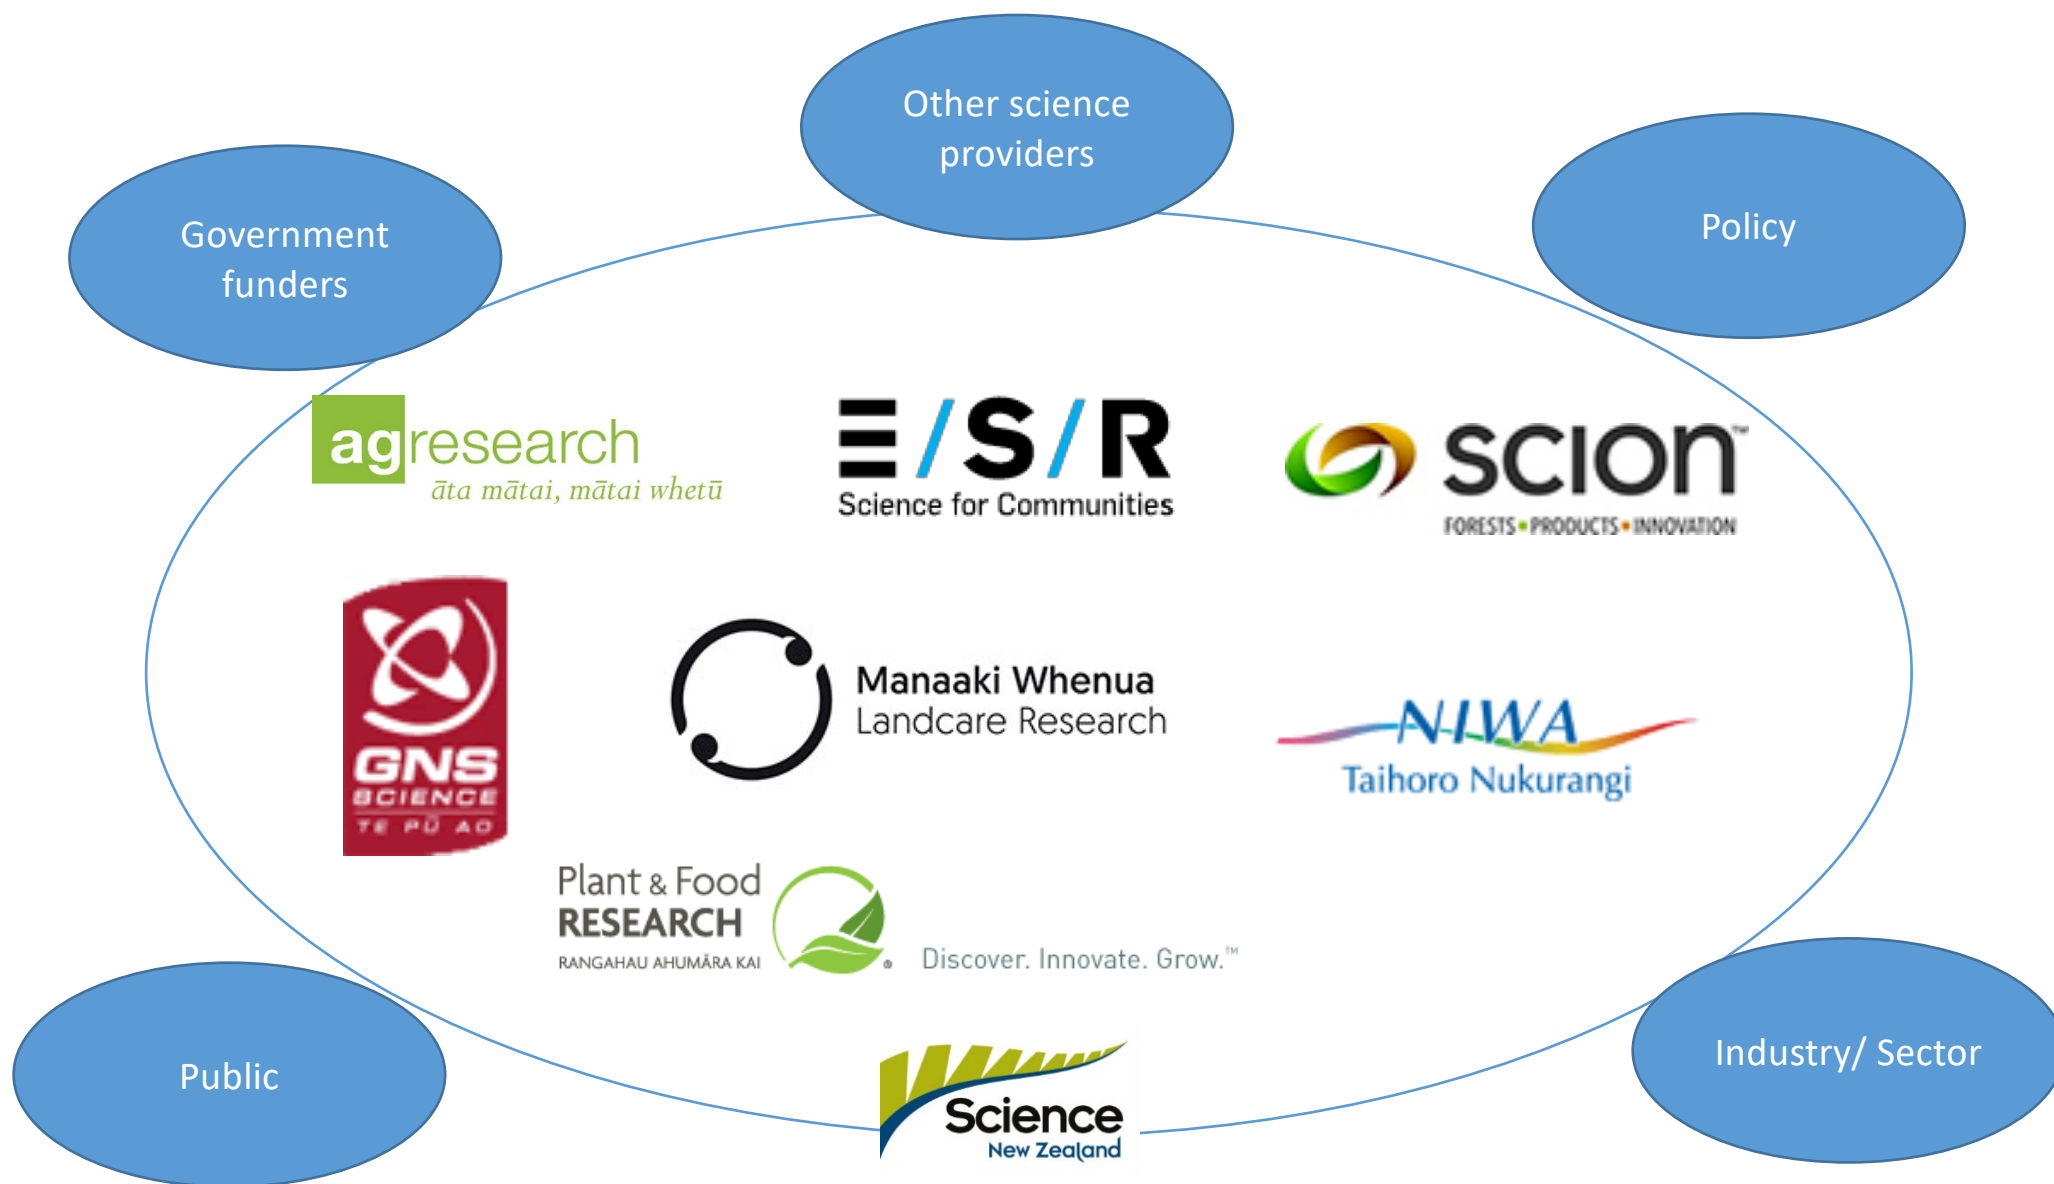 Other science
providers
Government
funders
Policy
agresearch
āta mātai, mātai whetū
E/S/R
Science for Communities
SCION™
FORESTS • PRODUCTS • INNOVATION
GNS
SCIENCE
TE PŪ AO
Manaaki Whenua
Landcare Research
NIWA
Taihoro Nukurangi
Plant & Food
RESEARCH
RANGAHAU AHUMĀRA KAI
®
Discover. Innovate. Grow.™
Public
Industry/ Sector
Science
New Zealand